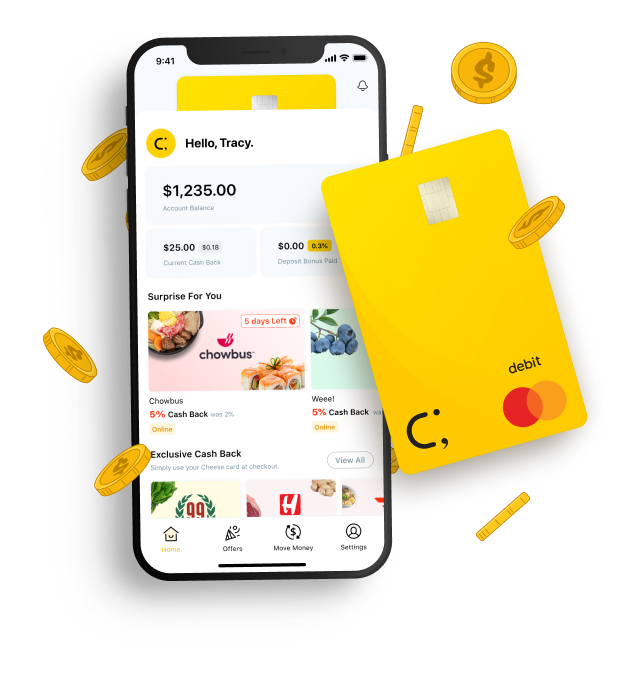 9:41
C;
Hello, Tracy.
$1,235.00
Account Balance
$25.00 $0.18
Current Cash Back
$0.00 0.3%
Deposit Bonus Paid
Surprise For You
5 days Left
chowbus
Chowbus
5% Cash Back was 2%
Online
Weee!
5% Cash Back
Online
Exclusive Cash Back
Simply use your Cheese card at checkout.
View All
99
H
Home
Offers
Move Money
Settings
debit
C;
$
$
$
$
$